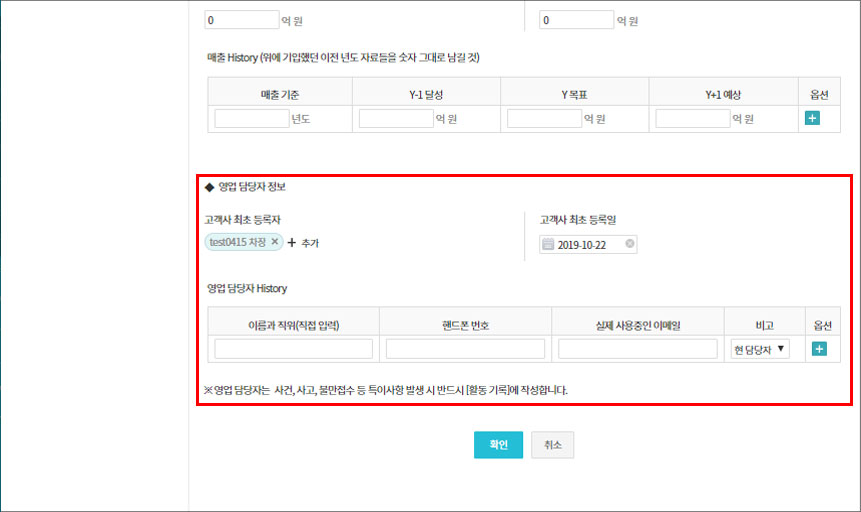 0 억 원 0 억 원
매출 History (위에 기입했던 이전 년도 자료들을 숫자 그대로 남길 것)
매출 기준 Y-1 달성 Y 목표 Y+1 예상 옵션
년도 억 원 억 원 억 원 +
◆ 영업 담당자 정보
고객사 최초 등록자 고객사 최초 등록일
test0415 차장 × + 추가 2019-10-22
영업 담당자 History
이름과 직위(직접 입력) 핸드폰 번호 실제 사용중인 이메일 비고 옵션
현 담당자 ▼ +
※ 영업 담당자는 사건, 사고, 불만접수 등 특이사항 발생 시 반드시 [활동 기록]에 작성합니다.
확인 취소